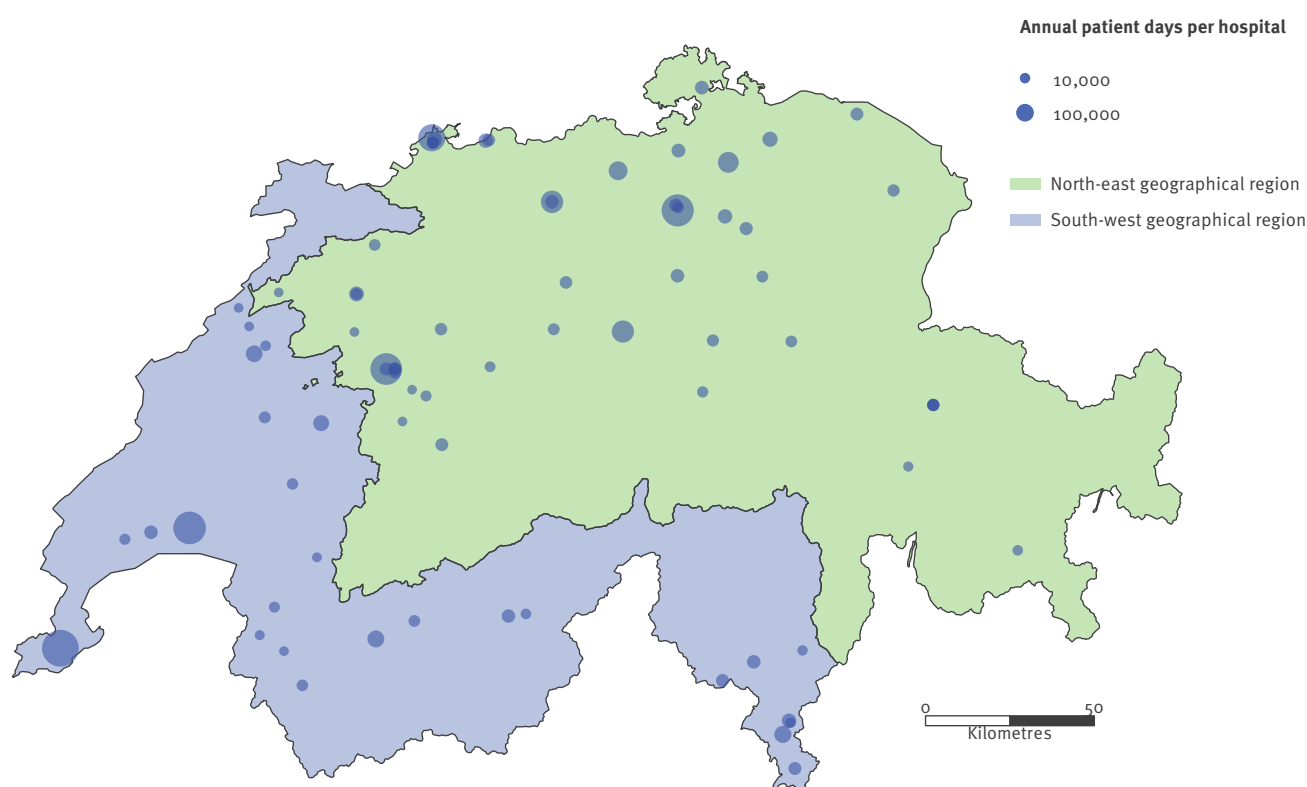 Annual patient days per hospital
10,000
100,000
North-east geographical region
South-west geographical region
0 50
Kilometres